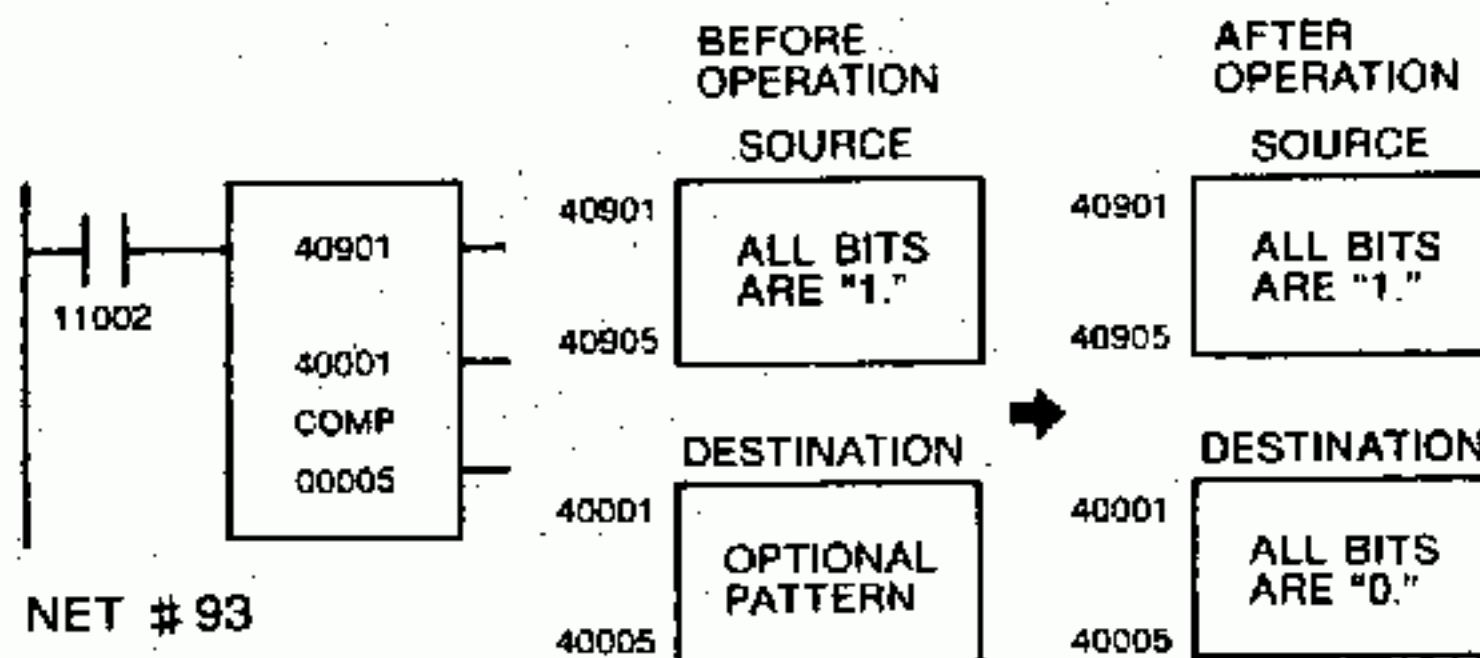 BEFORE
OPERATION
AFTER
OPERATION
SOURCE
SOURCE
40901
40901
40901
ALL BITS
ARE "1."
ALL BITS
ARE "1."
11002
40905
40905
40001
COMP
00005
DESTINATION
DESTINATION
40001
40001
OPTIONAL
PATTERN
ALL BITS
ARE "0."
NET # 93
40005
40005